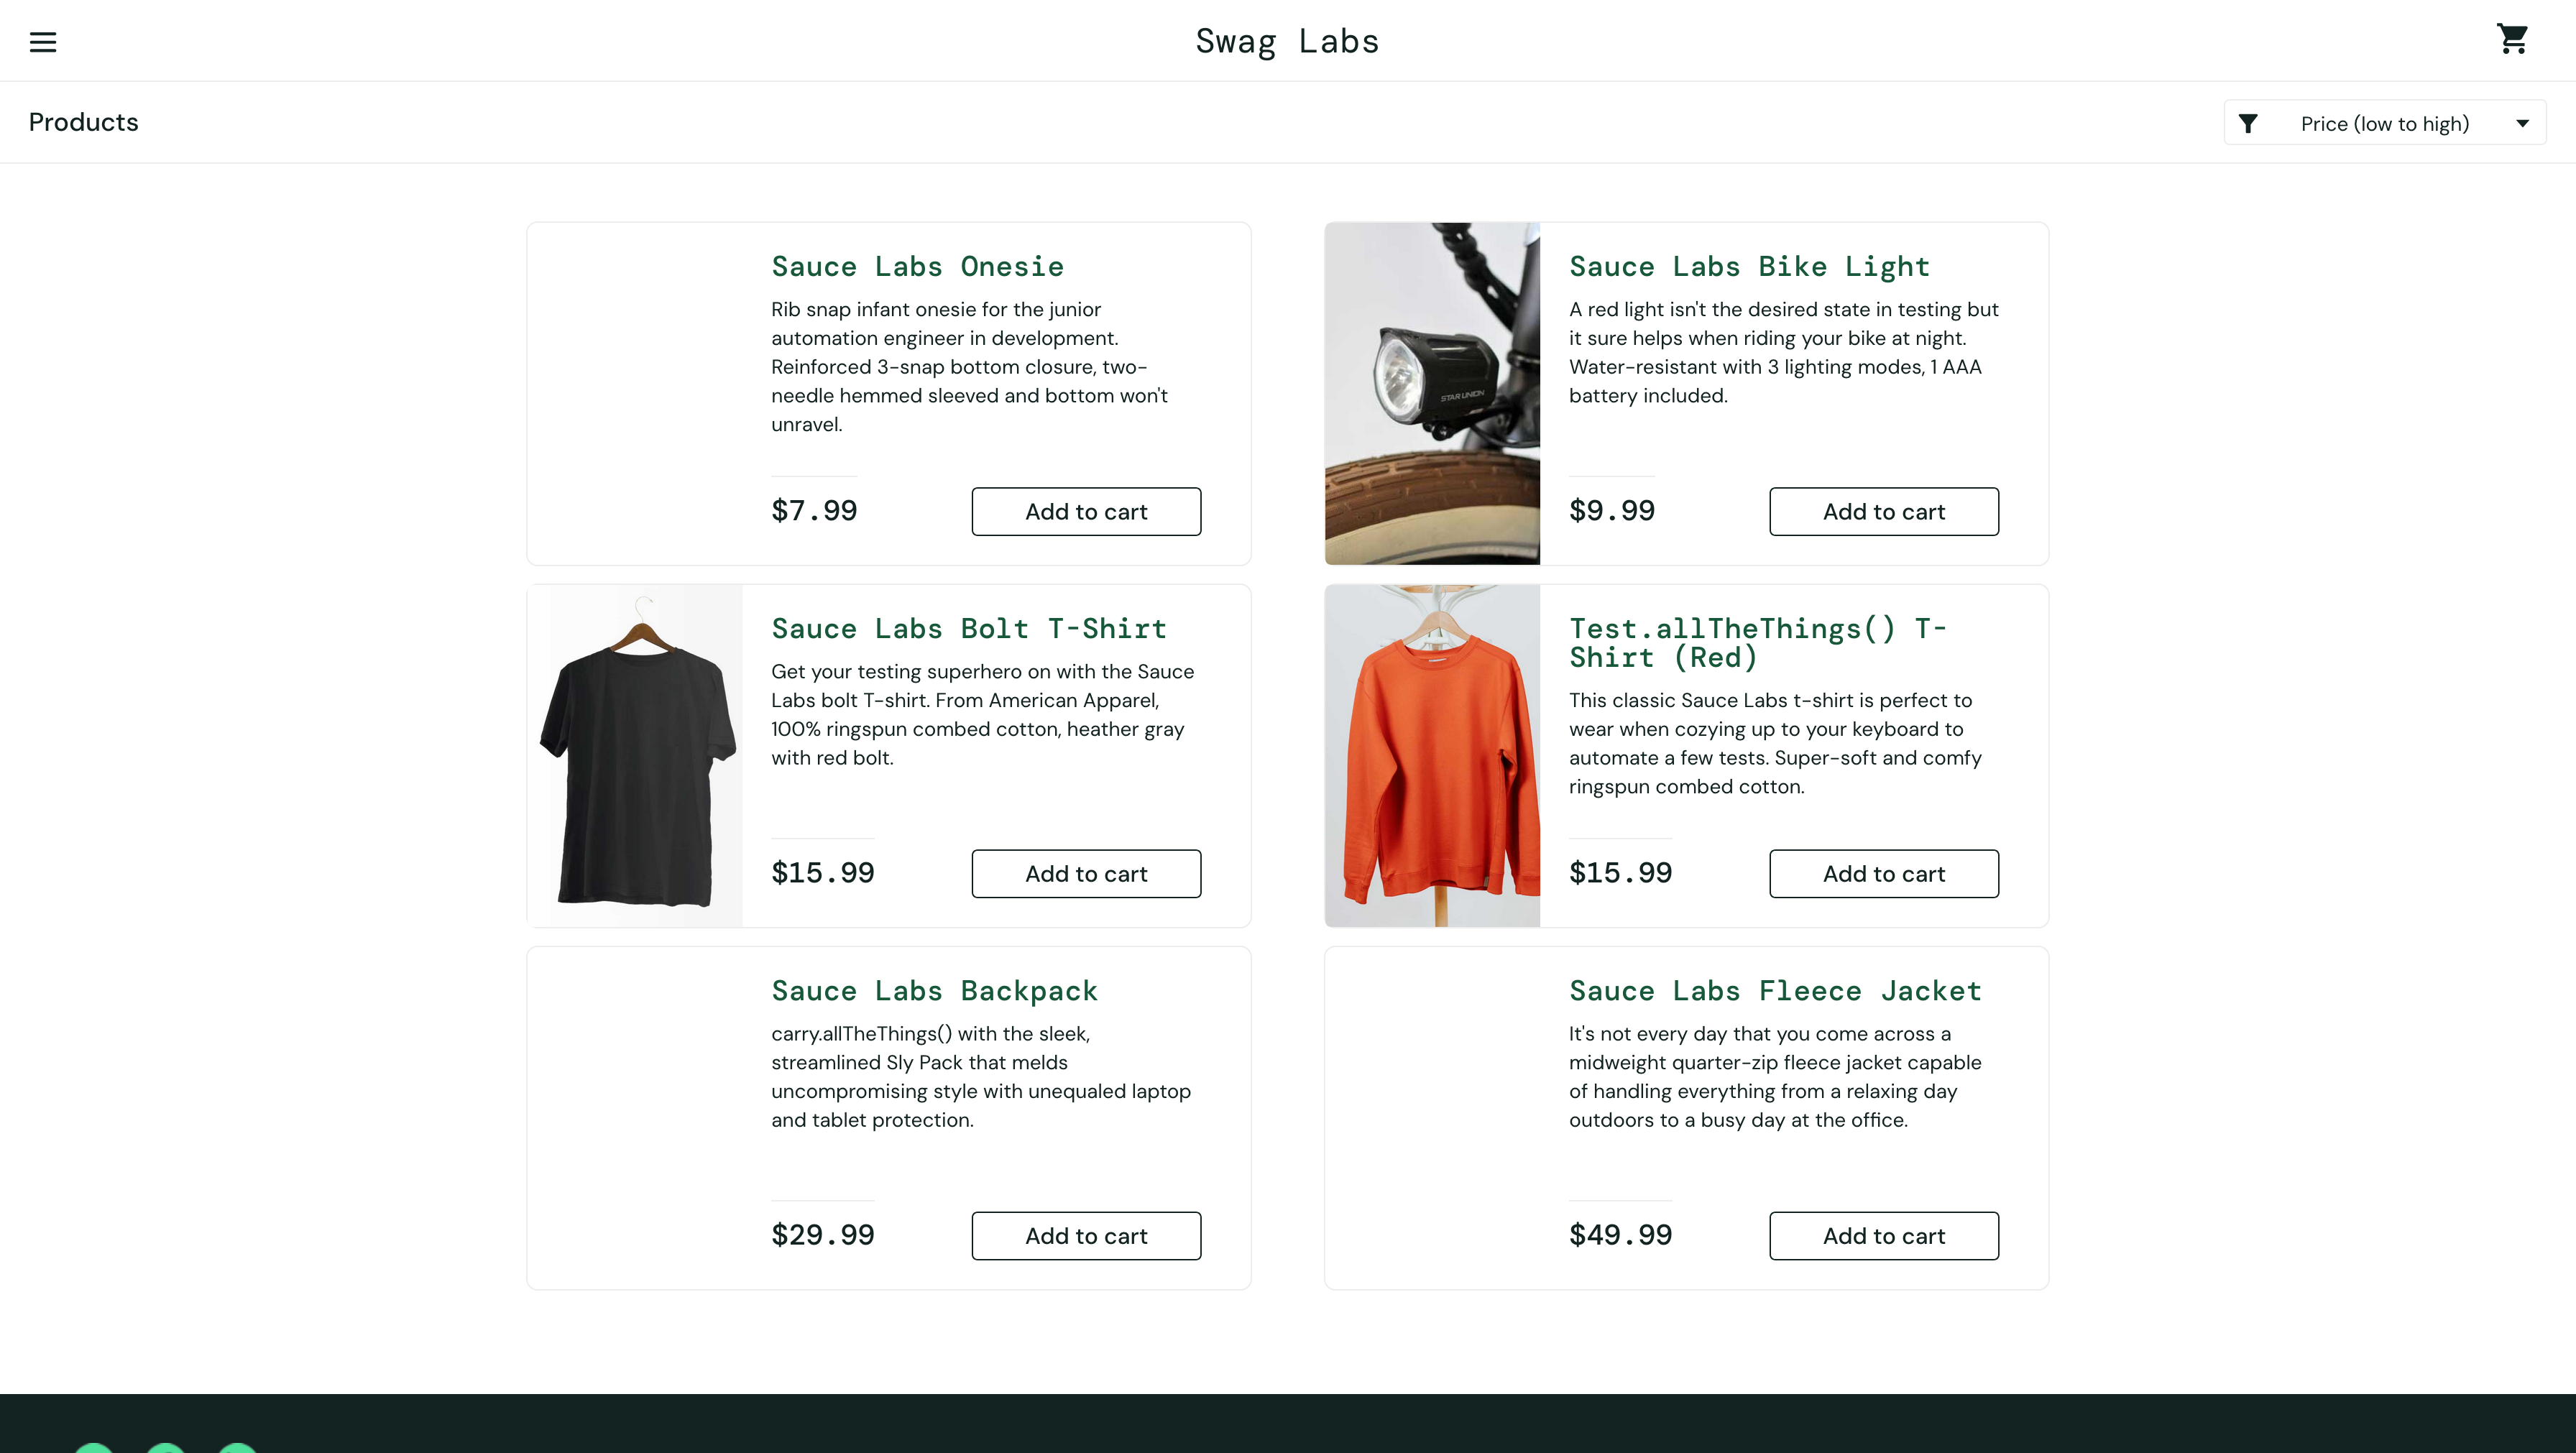 Swag Labs
Products
Price (low to high)
Sauce Labs Onesie
Rib snap infant onesie for the junior
automation engineer in development.
Reinforced 3-snap bottom closure, two-
needle hemmed sleeved and bottom won't
unravel.
$7.99
Add to cart
Sauce Labs Bike Light
A red light isn't the desired state in testing but
it sure helps when riding your bike at night.
Water-resistant with 3 lighting modes, 1 AAA
battery included.
STAR UNION
$9.99
Add to cart
Sauce Labs Bolt T-Shirt
Get your testing superhero on with the Sauce
Labs bolt T-shirt. From American Apparel,
100% ringspun combed cotton, heather gray
with red bolt.
$15.99
Add to cart
Test.allTheThings() T-
Shirt (Red)
This classic Sauce Labs t-shirt is perfect to
wear when cozying up to your keyboard to
automate a few tests. Super-soft and comfy
ringspun combed cotton.
$15.99
Add to cart
Sauce Labs Backpack
carry.allTheThings() with the sleek,
streamlined Sly Pack that melds
uncompromising style with unequaled laptop
and tablet protection.
$29.99
Add to cart
Sauce Labs Fleece Jacket
It's not every day that you come across a
midweight quarter-zip fleece jacket capable
of handling everything from a relaxing day
outdoors to a busy day at the office.
$49.99
Add to cart